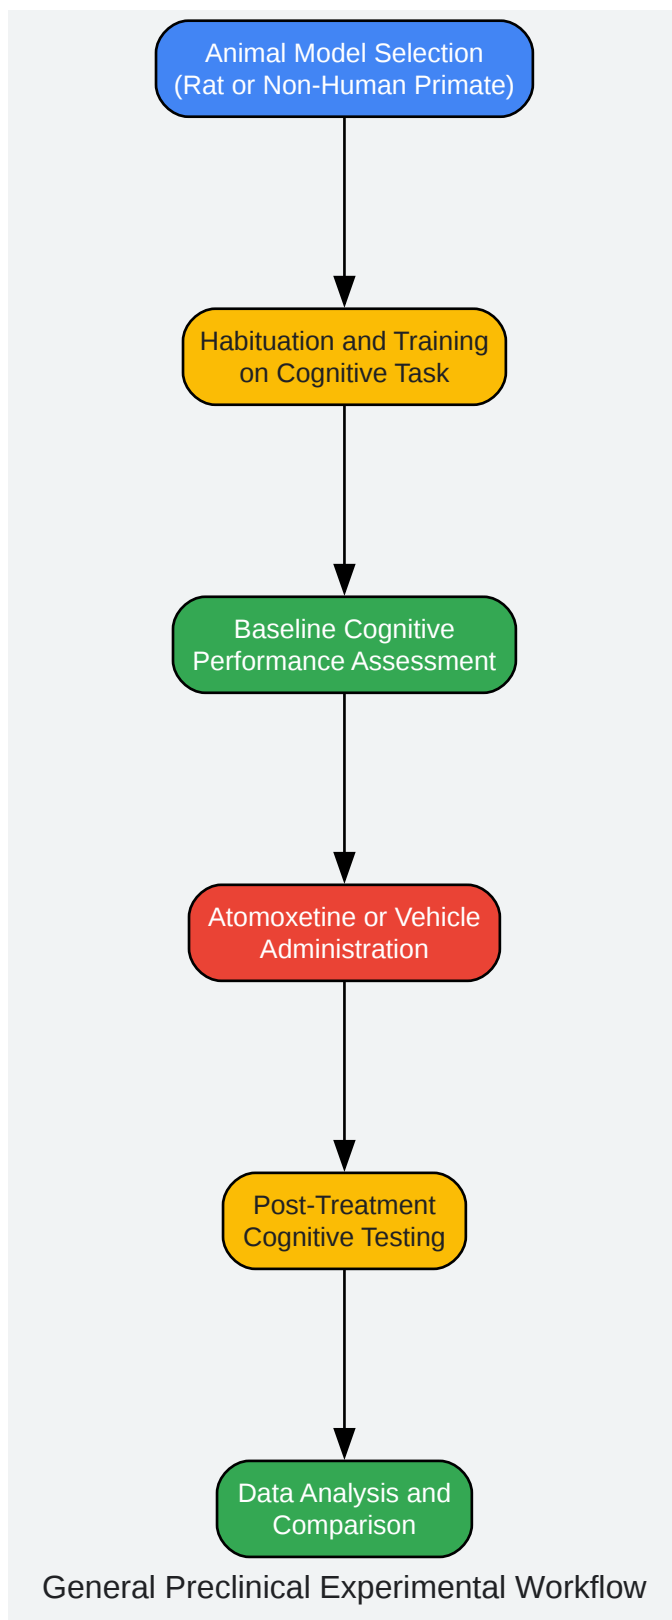 Animal Model Selection
(Rat or Non-Human Primate)
Habituation and Training
on Cognitive Task
Baseline Cognitive
Performance Assessment
Atomoxetine or Vehicle
Administration
Post-Treatment
Cognitive Testing
Data Analysis and
Comparison
General Preclinical Experimental Workflow